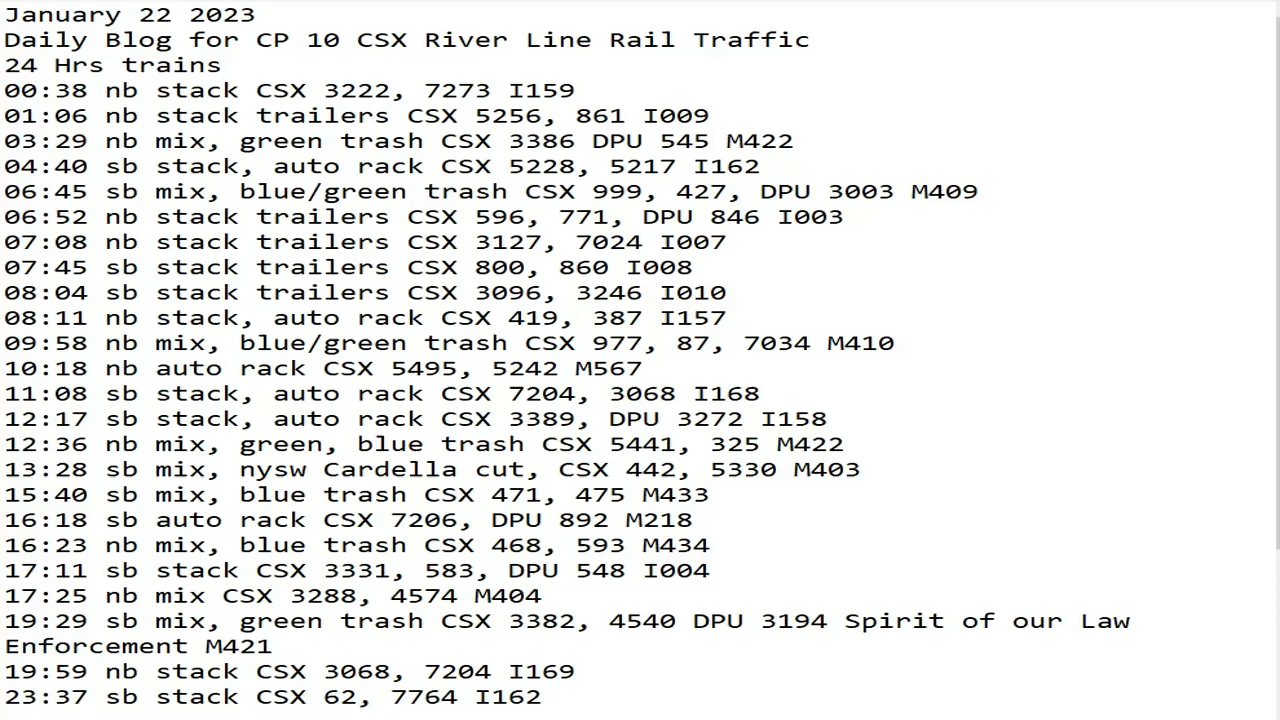 January 22 2023
Daily Blog for CP 10 CSX River Line Rail Traffic
24 Hrs trains
00:38 nb stack CSX 3222, 7273 I159
01:06 nb stack trailers CSX 5256, 861 I009
03:29 nb mix, green trash CSX 3386 DPU 545 M422
04:40 sb stack, auto rack CSX 5228, 5217 I162
06:45 sb mix, blue/green trash CSX 999, 427, DPU 3003 M409
06:52 nb stack trailers CSX 596, 771, DPU 846 I003
07:08 nb stack trailers CSX 3127, 7024 I007
07:45 sb stack trailers CSX 800, 860 I008
08:04 sb stack trailers CSX 3096, 3246 I010
08:11 nb stack, auto rack CSX 419, 387 I157
09:58 nb mix, blue/green trash CSX 977, 87, 7034 M410
10:18 nb auto rack CSX 5495, 5242 M567
11:08 sb stack, auto rack CSX 7204, 3068 I168
12:17 sb stack, auto rack CSX 3389, DPU 3272 I158
12:36 nb mix, green, blue trash CSX 5441, 325 M422
13:28 sb mix, nysw Cardella cut, CSX 442, 5330 M403
15:40 sb mix, blue trash CSX 471, 475 M433
16:18 sb auto rack CSX 7206, DPU 892 M218
16:23 nb mix, blue trash CSX 468, 593 M434
17:11 sb stack CSX 3331, 583, DPU 548 I004
17:25 nb mix CSX 3288, 4574 M404
19:29 sb mix, green trash CSX 3382, 4540 DPU 3194 Spirit of our Law
Enforcement M421
19:59 nb stack CSX 3068, 7204 I169
23:37 sb stack CSX 62, 7764 I162